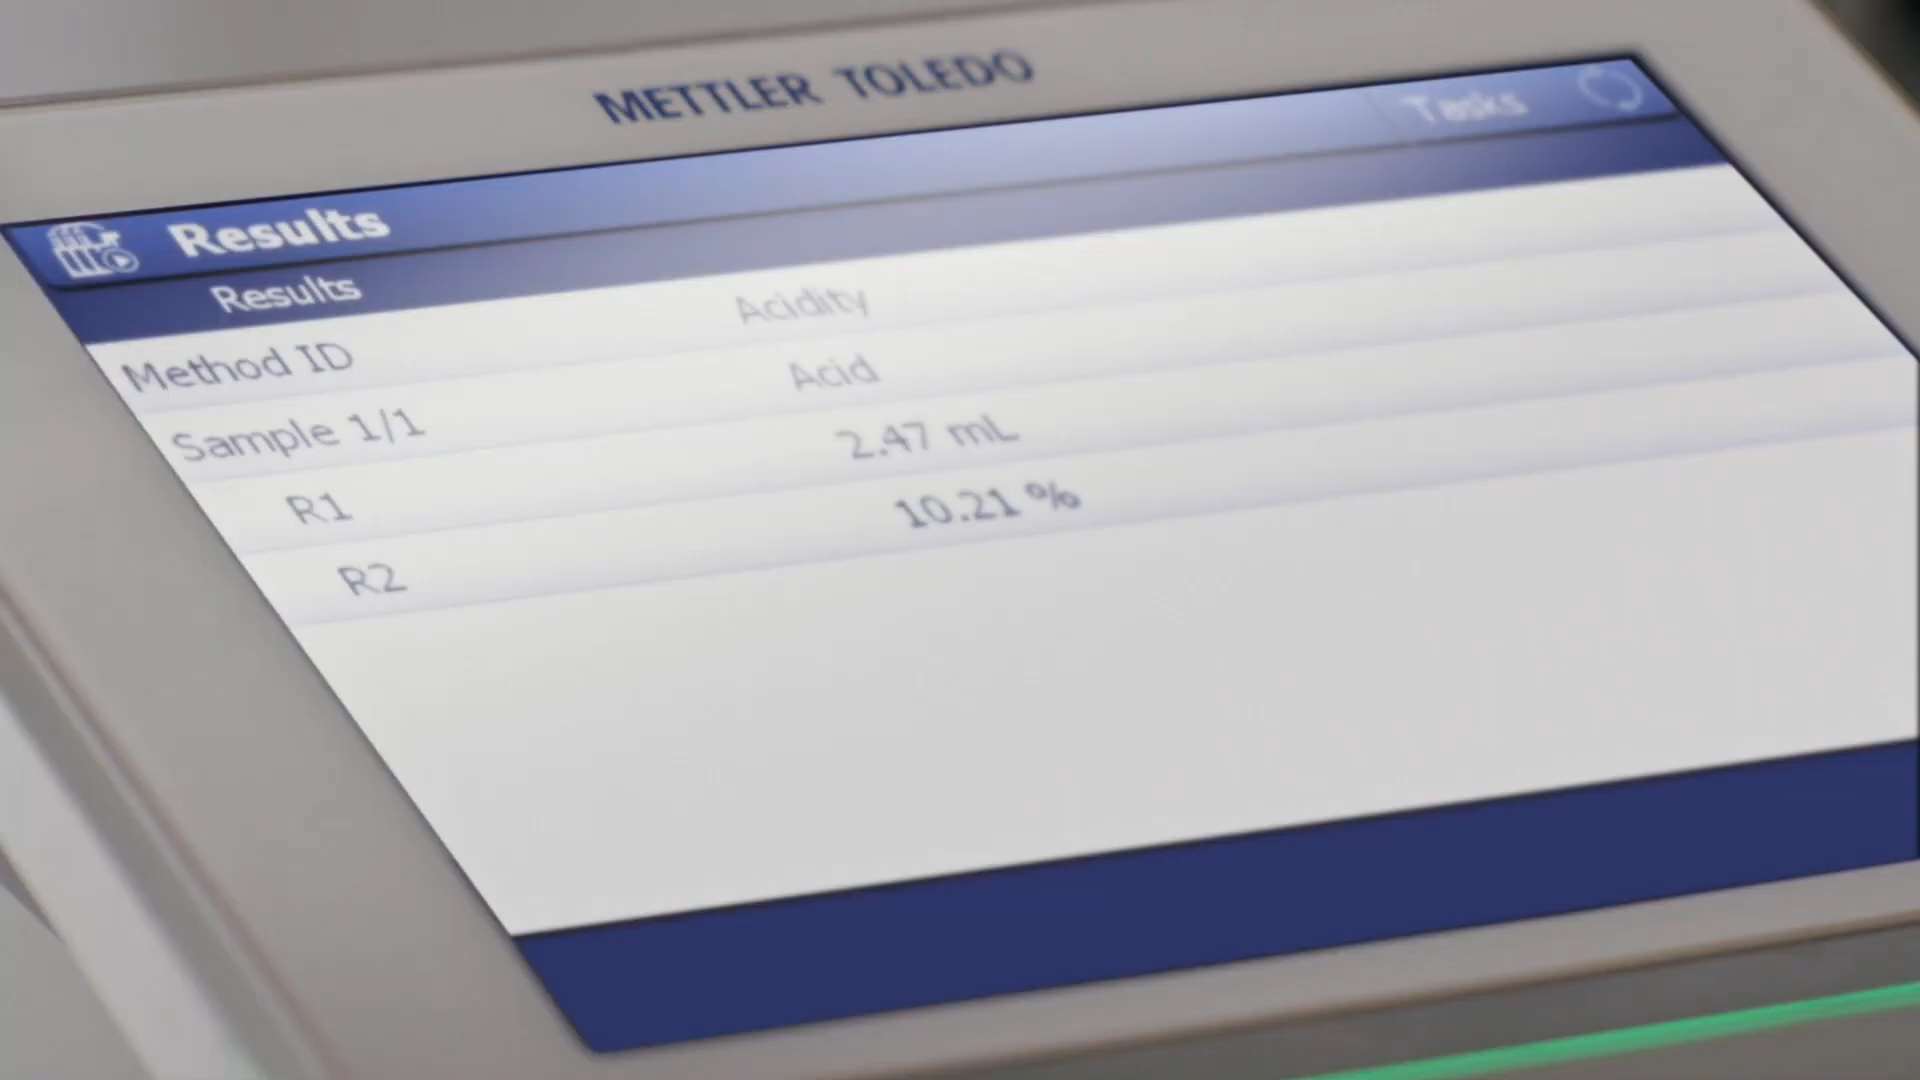 METTLER TOLEDO
Results Tasks
Results
Method ID Acidity
Sample 1/1 Acid
R1 2.47 mL
R2 10.21 %